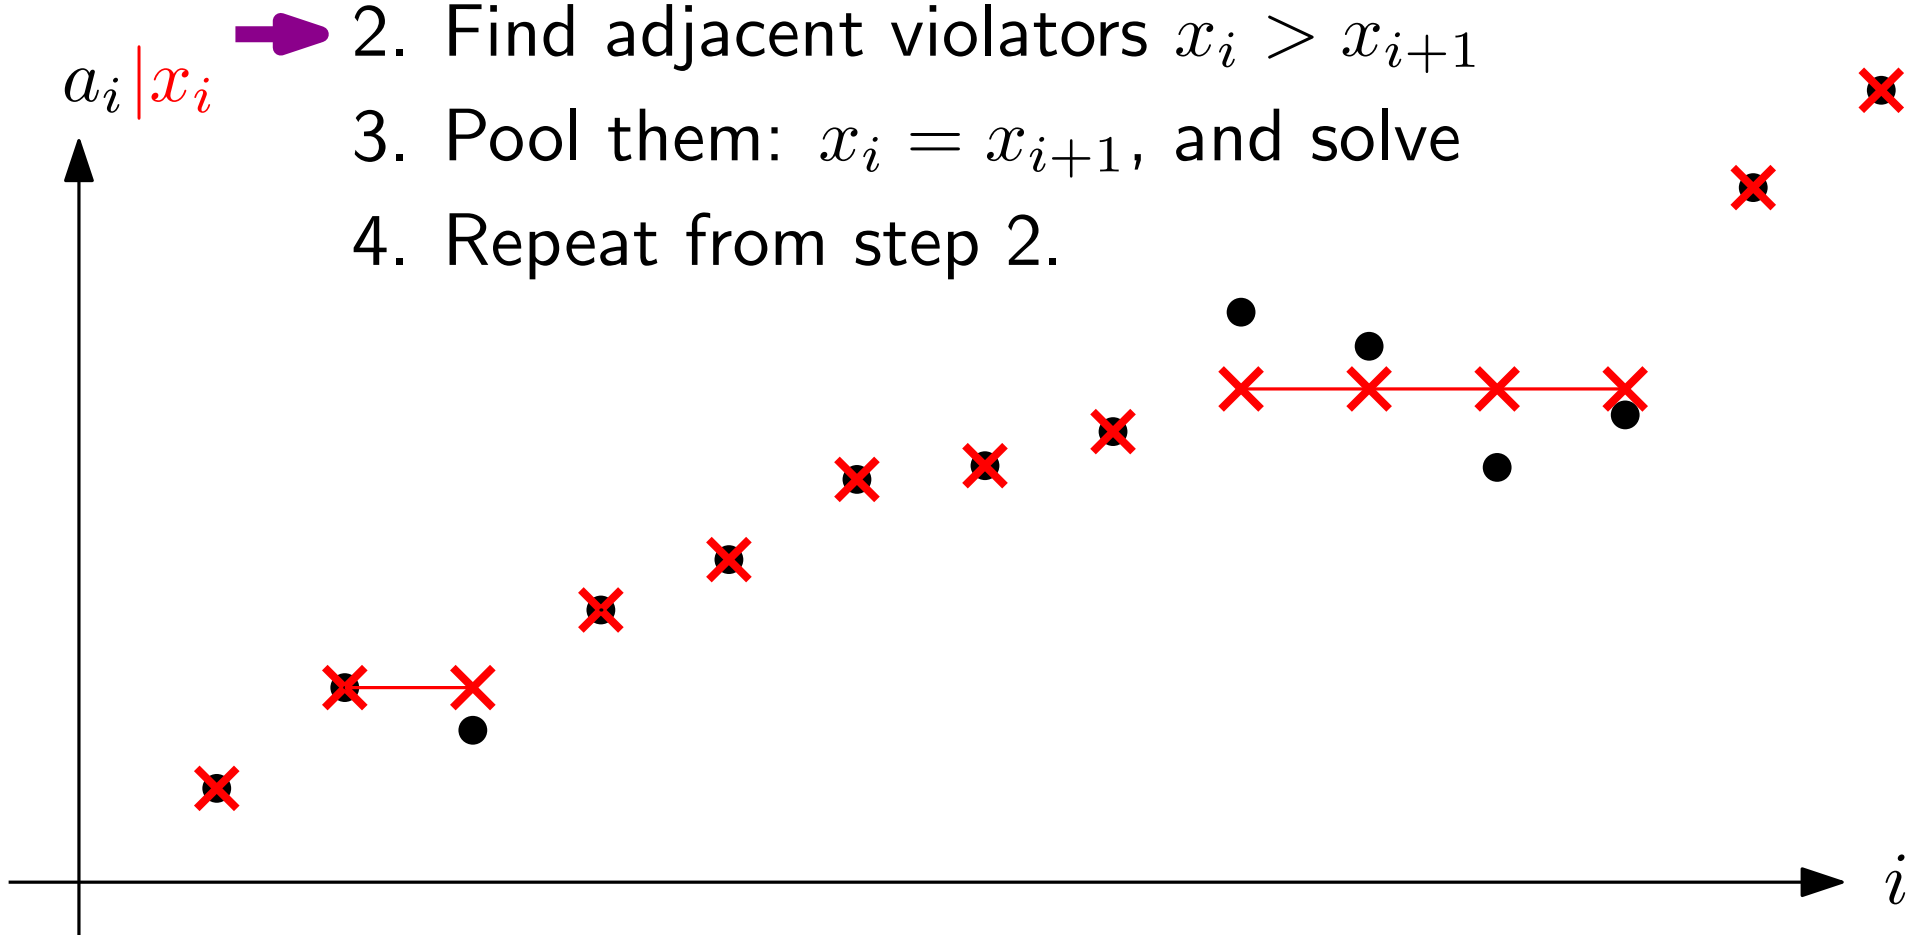 2. Find adjacent violators $x_i > x_{i+1}$
$a_i | x_i$
3. Pool them: $x_i = x_{i+1}$, and solve
4. Repeat from step 2.
$i$